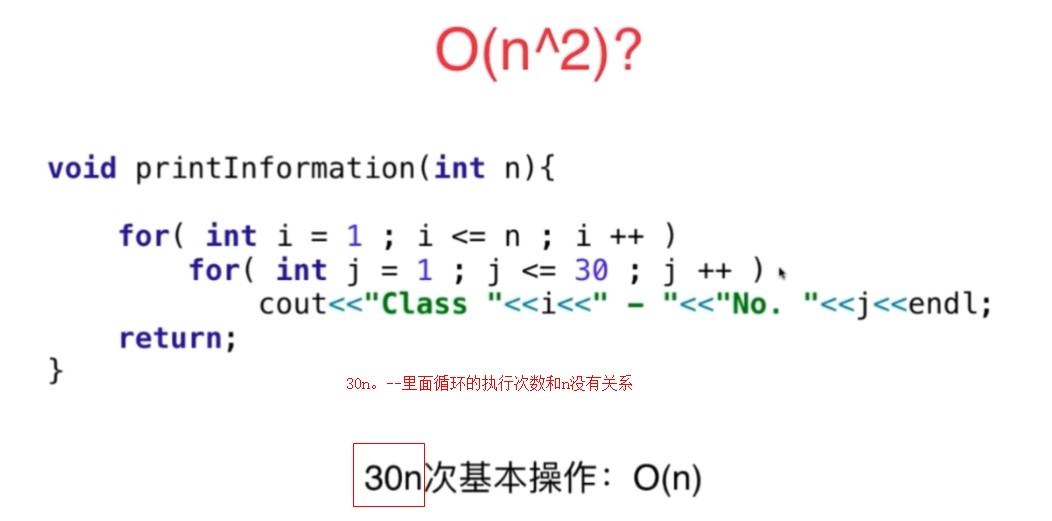 O(n^2)?
void printInformation(int n){
for( int i = 1 ; i <= n ; i ++ )
for( int j = 1 ; j <= 30 ; j ++ )
cout<<"Class "<<i<<" - "<<"No. "<<j<<endl;
return;
}
30n。--里面循环的执行次数和n没有关系
30n次基本操作：O(n)